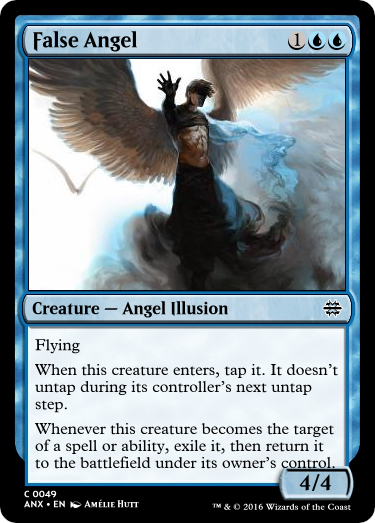 False Angel 1
Creature — Angel Illusion
Flying
When this creature enters, tap it. It doesn't
untap during its controller's next untap
step.
Whenever this creature becomes the target
of a spell or ability, exile it, then return it
to the battlefield under its owner's control.
4/4
C 0049
ANX • EN Amélie Hutt
™ & © 2016 Wizards of the Coast